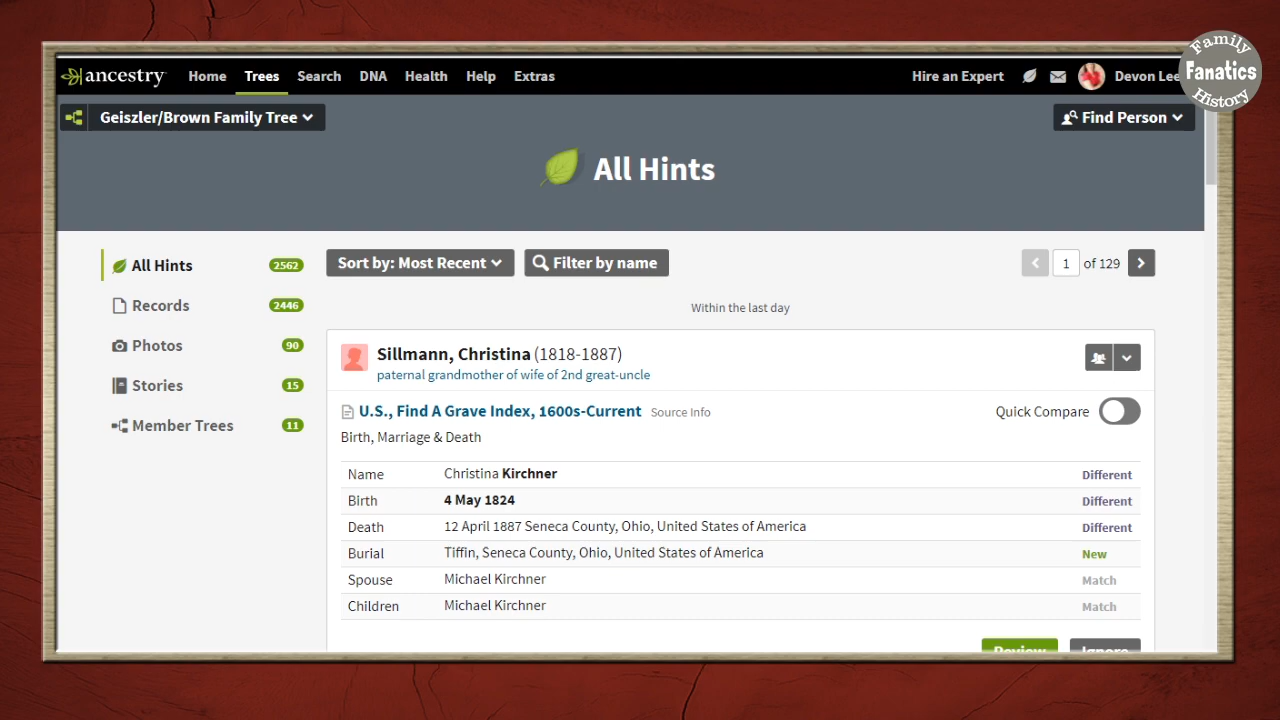 Family
Fanatics
History
ancestry Home Trees Search DNA Health Help Extras Hire an Expert Devon Lee
Geiszler/Brown Family Tree Find Person
All Hints
All Hints 2562
Records 2446
Photos 90
Stories 15
Member Trees 11
Sort by: Most Recent Filter by name 1 of 129
Within the last day
Sillmann, Christina (1818-1887)
paternal grandmother of wife of 2nd great-uncle
U.S., Find A Grave Index, 1600s-Current Source Info Quick Compare
Birth, Marriage & Death
Name Christina Kirchner Different
Birth 4 May 1824 Different
Death 12 April 1887 Seneca County, Ohio, United States of America Different
Burial Tiffin, Seneca County, Ohio, United States of America New
Spouse Michael Kirchner Match
Children Michael Kirchner Match
Review Ignore